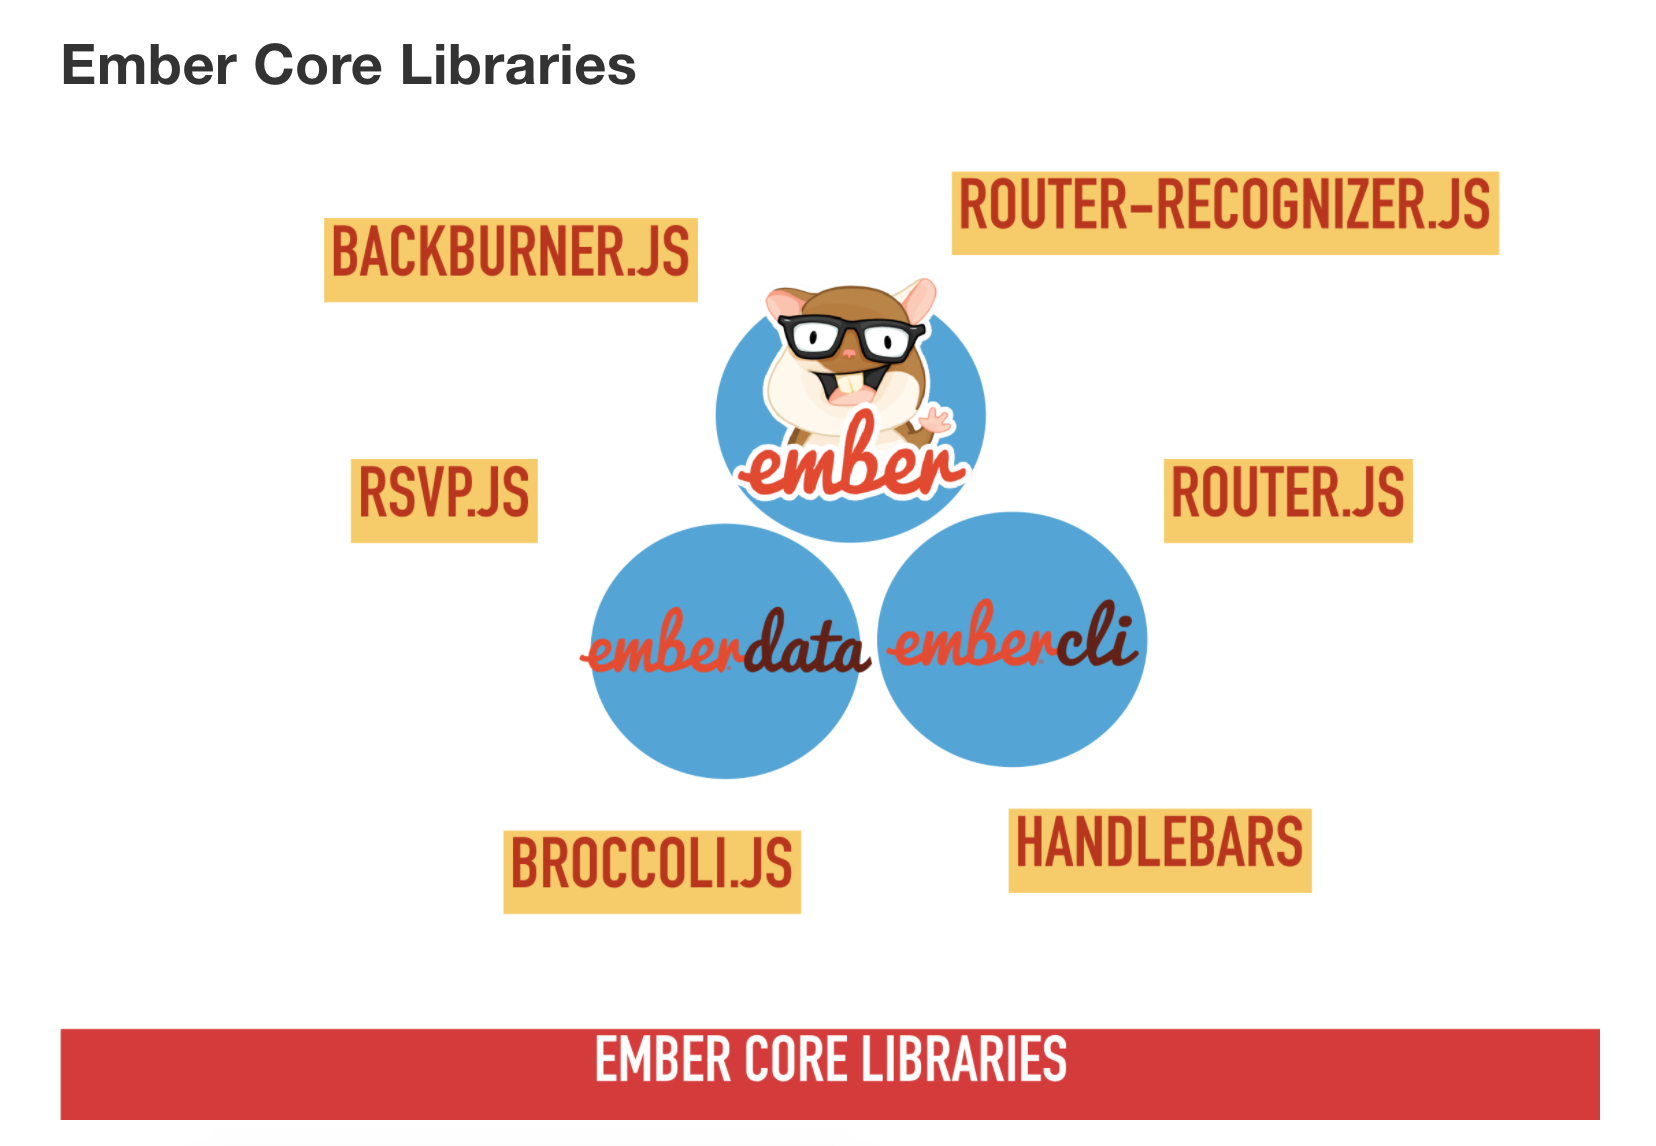 Ember Core Libraries
ROUTER-RECOGNIZER.JS
BACKBURNER.JS
ember
RSVP.JS
ROUTER.JS
emberdata
embercli
BROCCOLI.JS
HANDLEBARS
EMBER CORE LIBRARIES